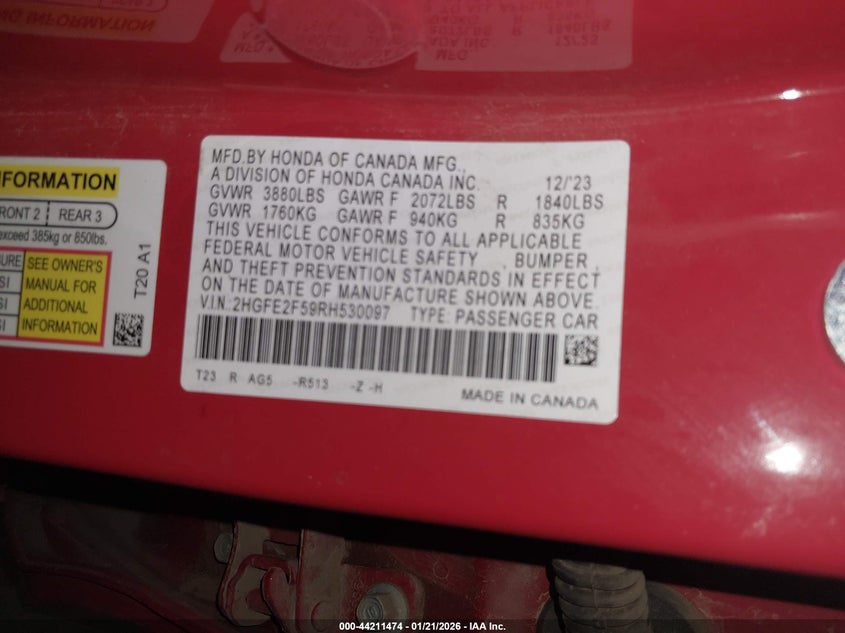 MFD.BY HONDA OF CANADA MFG.,
A DIVISION OF HONDA CANADA INC. 12/'23
GVWR 3880LBS GAWR F 2072LBS R 1840LBS
GVWR 1760KG GAWR F 940KG R 835KG
THIS VEHICLE CONFORMS TO ALL APPLICABLE
FEDERAL MOTOR VEHICLE SAFETY , BUMPER ,
AND THEFT PREVENTION STANDARDS IN EFFECT
ON THE DATE OF MANUFACTURE SHOWN ABOVE.
V.I.N:2HGFE2F59RH530097 TYPE: PASSENGER CAR
T23 R AG5 -R513 -Z -H
MADE IN CANADA
FRONT 2 REAR 3
exceed 385kg or 850lbs.
SEE OWNER'S
MANUAL FOR
ADDITIONAL
INFORMATION
T20 A1
000-44211474 - 01/21/2026 - IAA Inc.